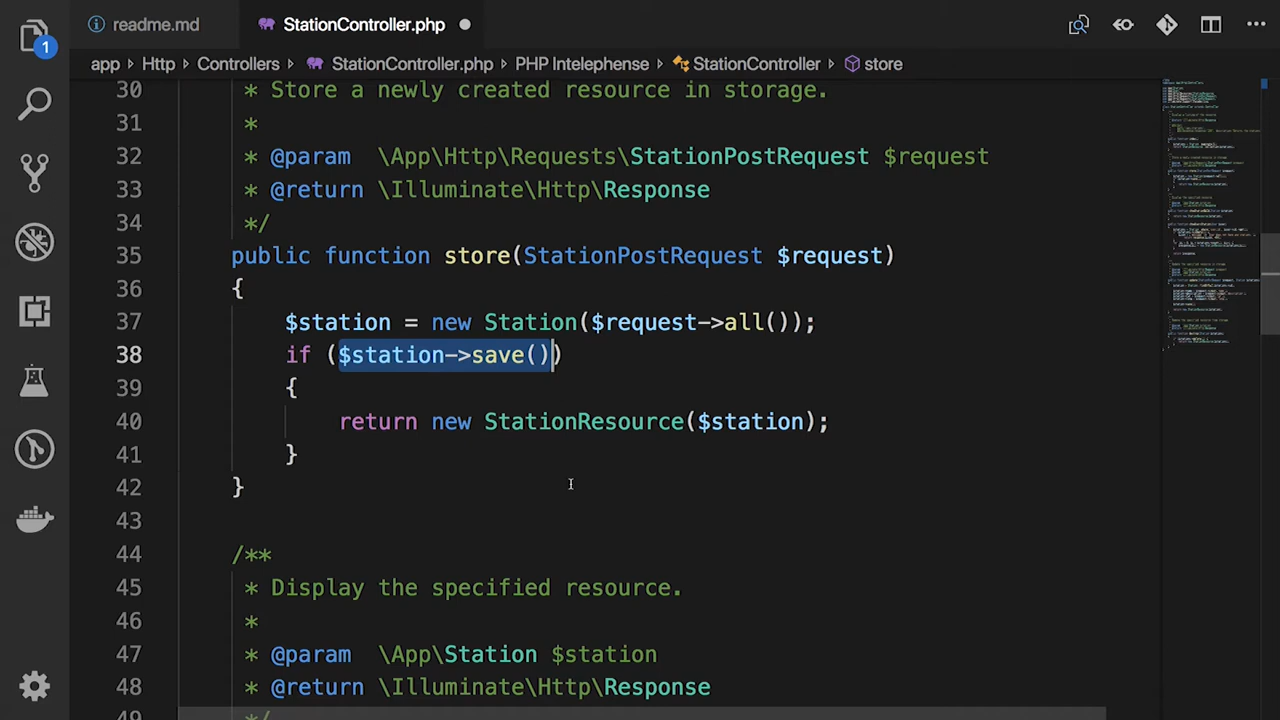 readme.md
StationController.php
1
app
Http
Controllers
StationController.php
PHP Intelephense
StationController
store
30 * Store a newly created resource in storage.
31 *
32 * @param \App\Http\Requests\StationPostRequest $request
33 * @return \Illuminate\Http\Response
34 */
35 public function store(StationPostRequest $request)
36 {
37 $station = new Station($request->all());
38 if ($station->save())
39 {
40 return new StationResource($station);
41 }
42 }
43
44 /**
45 * Display the specified resource.
46 *
47 * @param \App\Station $station
48 * @return \Illuminate\Http\Response
49 */